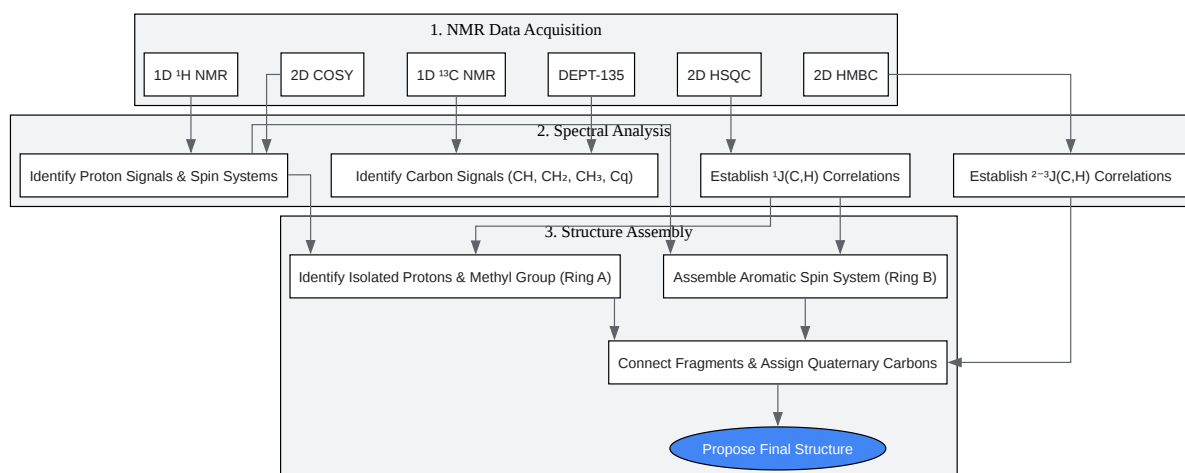 1. NMR Data Acquisition
1D ¹H NMR
2D COSY
1D ¹³C NMR
DEPT-135
2D HSQC
2D HMBC
2. Spectral Analysis
Identify Proton Signals & Spin Systems
Identify Carbon Signals (CH, CH₂, CH₃, Cq)
Establish ¹J(C,H) Correlations
Establish ²⁻³J(C,H) Correlations
3. Structure Assembly
Identify Isolated Protons & Methyl Group (Ring A)
Assemble Aromatic Spin System (Ring B)
Connect Fragments & Assign Quaternary Carbons
Propose Final Structure